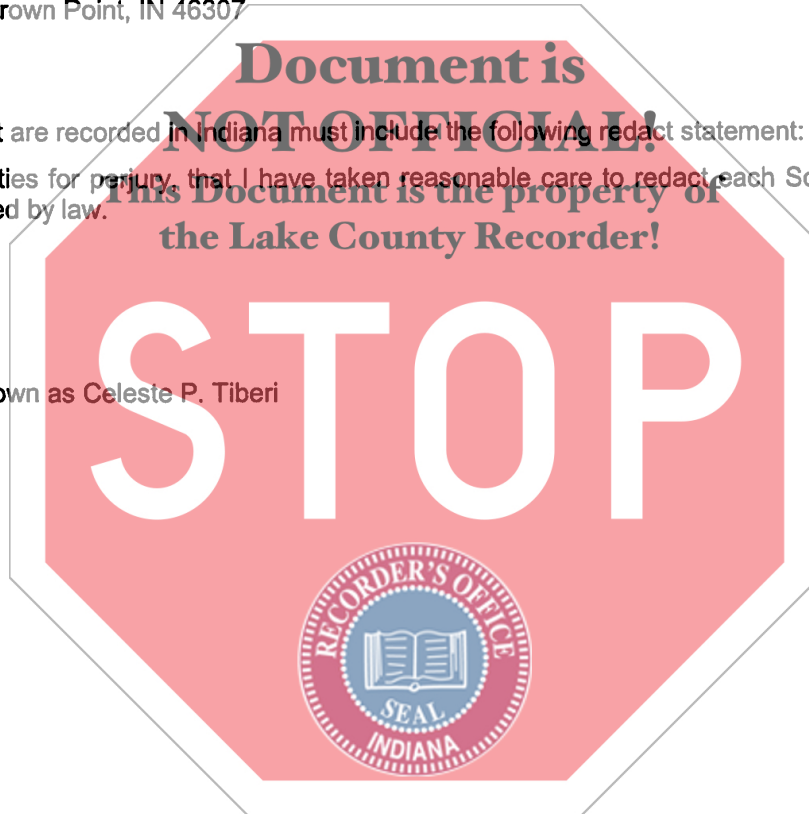 rown Point, IN 46307
Document is
NOT OFFICIAL!
t are recorded in Indiana must include the following redact statement:
ties for perjury, that I have taken reasonable care to redact each So
This Document is the property of
ed by law.
the Lake County Recorder!
own as Celeste P. Tiberi
STOP
RECORDER'S OFFICE
SEAL
INDIANA